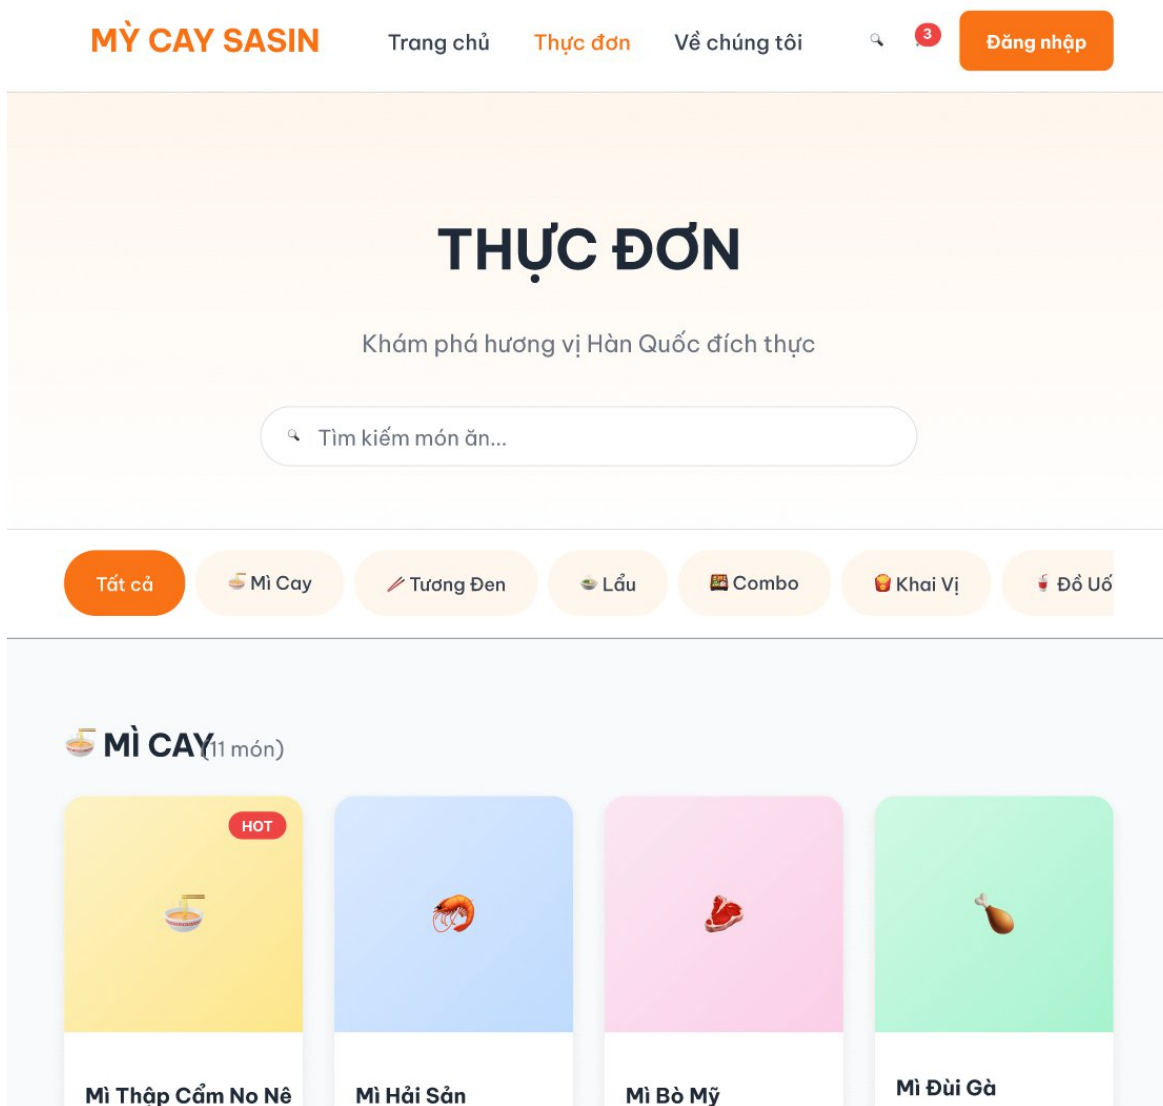 MỲ CAY SASIN Trang chủ Thực đơn Về chúng tôi 3 Đăng nhập
THỰC ĐƠN
Khám phá hương vị Hàn Quốc đích thực
Tìm kiếm món ăn...
Tất cả Mì Cay Tương Đen Lẩu Combo Khai Vị Đồ Uố
MÌ CAY (11 món)
HOT
Mì Thập Cẩm No Nê Mì Hải Sản Mì Bò Mỹ Mì Đùi Gà